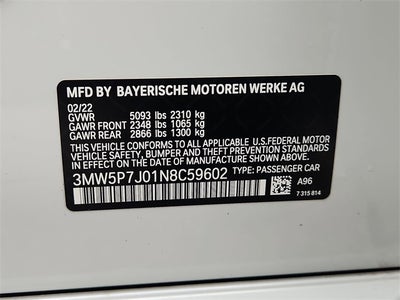 MFD BY BAYERISCHE MOTOREN WERKE AG
02/22
GVWR 5093 lbs 2310 kg
GAWR FRONT 2348 lbs 1065 kg
GAWR REAR 2866 lbs 1300 kg
THIS VEHICLE CONFORMS TO ALL APPLICABLE U.S.FEDERAL MOTOR
VEHICLE SAFETY, BUMPER, AND THEFT PREVENTION STANDARDS
IN EFFECT ON THE DATE OF MANUFACTURE SHOWN ABOVE.
3MW5P7J01N8C59602 TYPE: PASSENGER CAR
A96
7 315 814